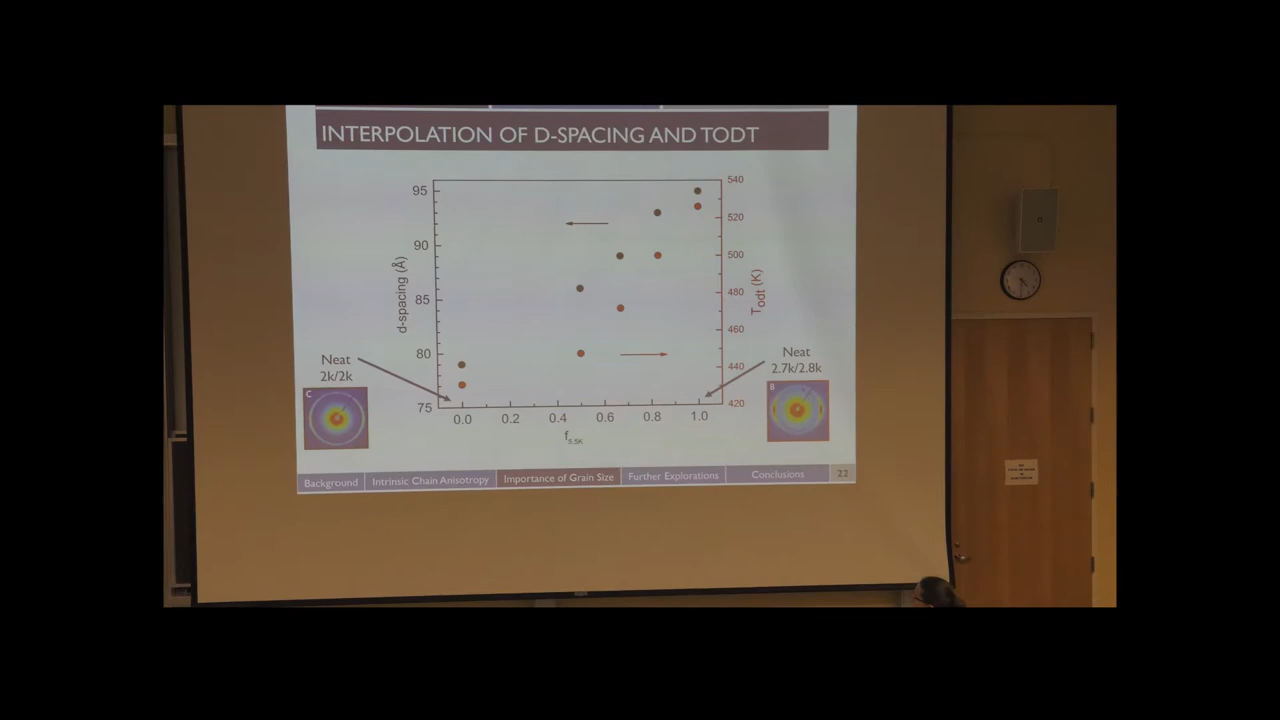 INTERPOLATION OF D-SPACING AND TODT
95
90
85
80
75
d-spacing (Å)
540
520
500
480
460
440
420
Todt (K)
0.0 0.2 0.4 0.6 0.8 1.0
f5.5K
Neat
2k/2k
C
Neat
2.7k/2.8k
B
Background Intrinsic Chain Anisotropy Importance of Grain Size Further Explorations Conclusions 22